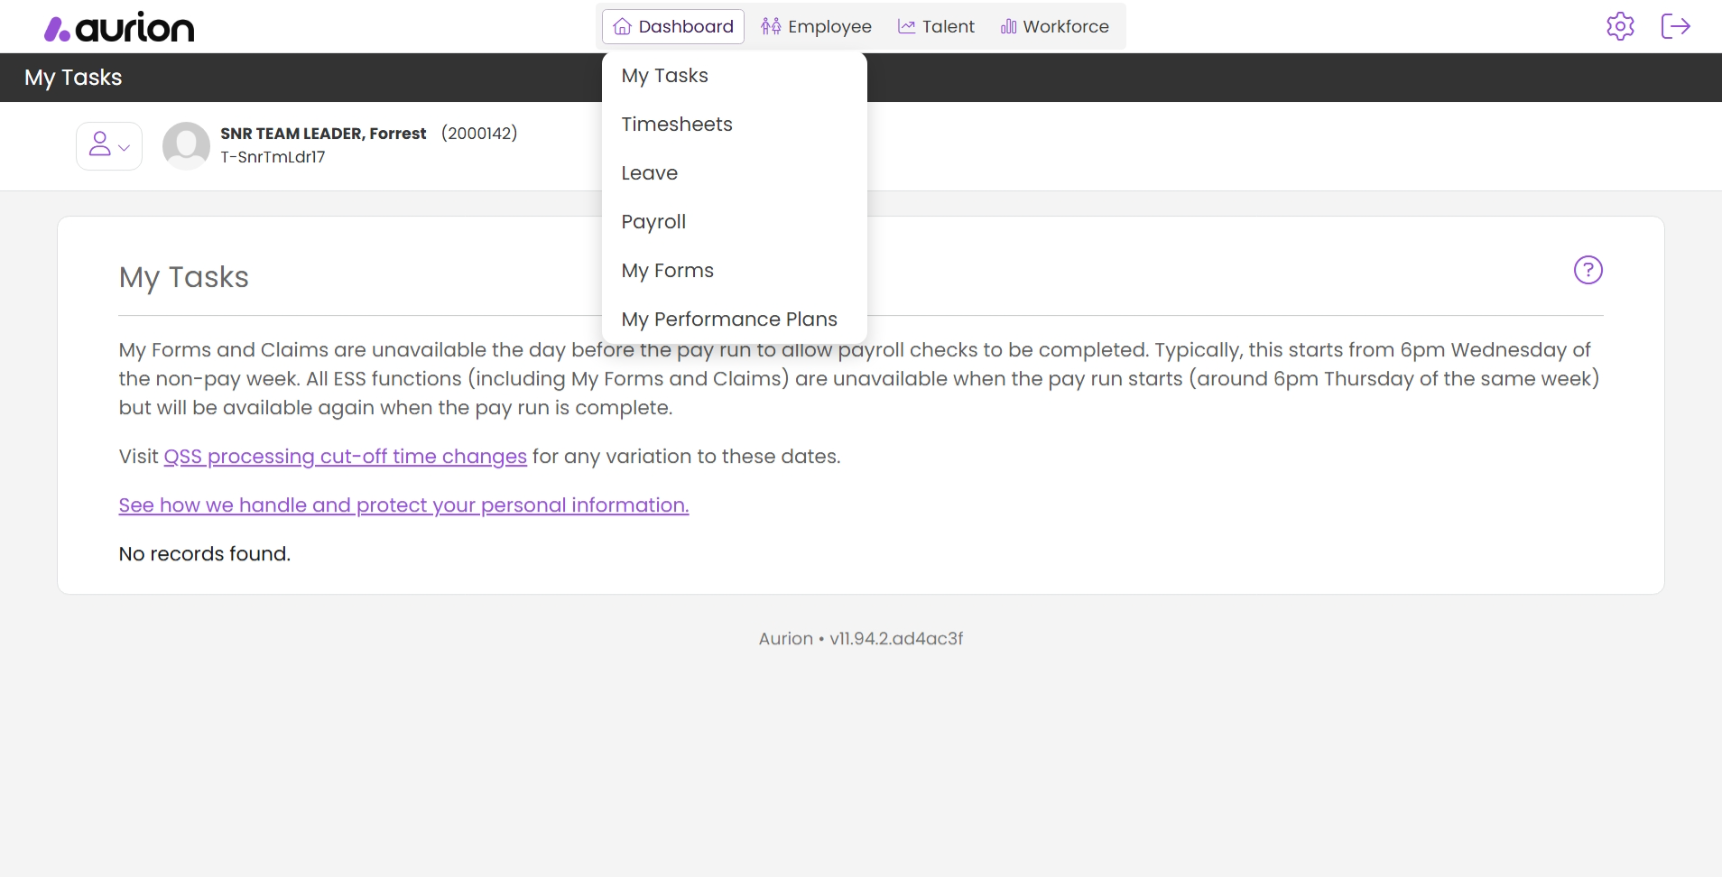 aurion
Dashboard
Employee
Talent
Workforce
My Tasks
My Tasks
Timesheets
Leave
Payroll
My Forms
My Performance Plans
SNR TEAM LEADER, Forrest (2000142)
T-SnrTmLdr17
My Tasks
?
My Forms and Claims are unavailable the day before the pay run to allow payroll checks to be completed. Typically, this starts from 6pm Wednesday of
the non-pay week. All ESS functions (including My Forms and Claims) are unavailable when the pay run starts (around 6pm Thursday of the same week)
but will be available again when the pay run is complete.
Visit QSS processing cut-off time changes for any variation to these dates.
See how we handle and protect your personal information.
No records found.
Aurion • v11.94.2.ad4ac3f